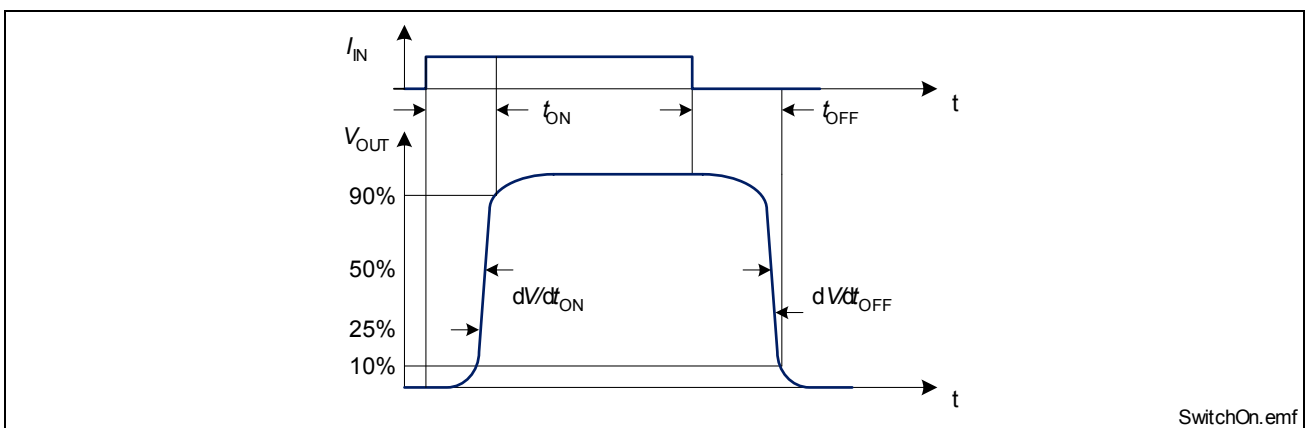 I_IN
t
t_ON
t_OFF
V_OUT
90%
50%
dV/dt_ON
dV/dt_OFF
25%
10%
t
SwitchOn.emf